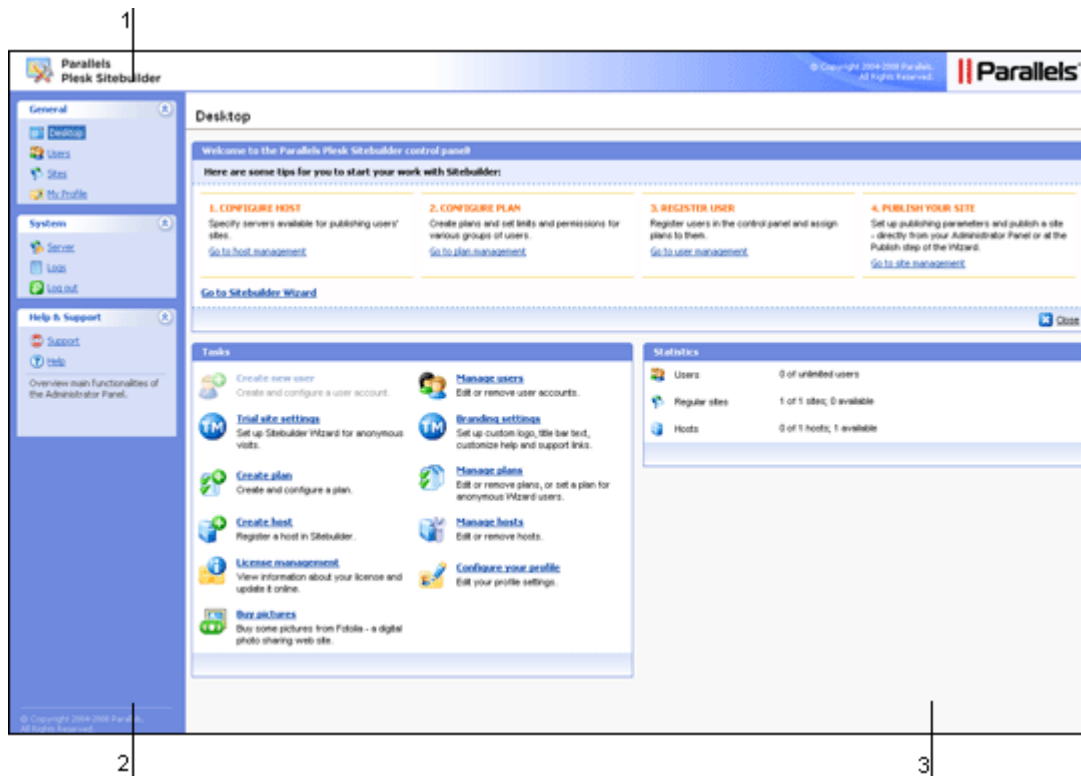 1
Parallels
Plesk Sitebuilder
© Copyright 2004-2008 Parallels.
All Rights Reserved.
Parallels
General
Desktop
Users
Sites
My Profile
System
Server
Logs
Log out
Help & Support
Support
Help
Overview main functionalities of
the Administrator Panel.
© Copyright 2004-2008 Parallels.
All Rights Reserved.
Desktop
Welcome to the Parallels Plesk Sitebuilder control panel!
Here are some tips for you to start your work with Sitebuilder:
1. CONFIGURE HOST
Specify servers available for publishing users'
sites.
Go to host management
2. CONFIGURE PLAN
Create plans and set limits and permissions for
various groups of users.
Go to plan management
3. REGISTER USER
Register users in the control panel and assign
plans to them.
Go to user management
4. PUBLISH YOUR SITE
Set up publishing parameters and publish a site
- directly from your Administrator Panel or at the
Publish step of the Wizard.
Go to site management
Go to Sitebuilder Wizard
Close
Tasks
Create new user
Create and configure a user account.
Manage users
Edit or remove user accounts.
TM
Trial site settings
Set up Sitebuilder Wizard for anonymous
visits.
TM
Branding settings
Set up custom logo, title bar text,
customize help and support links.
Create plan
Create and configure a plan.
Manage plans
Edit or remove plans, or set a plan for
anonymous Wizard users.
Create host
Register a host in Sitebuilder.
Manage hosts
Edit or remove hosts.
License management
View information about your license and
update it online.
Configure your profile
Edit your profile settings.
Buy pictures
Buy some pictures from Fotolia - a digital
photo sharing web site.
Statistics
Users 0 of unlimited users
Regular sites 1 of 1 sites; 0 available
Hosts 0 of 1 hosts; 1 available
2
3